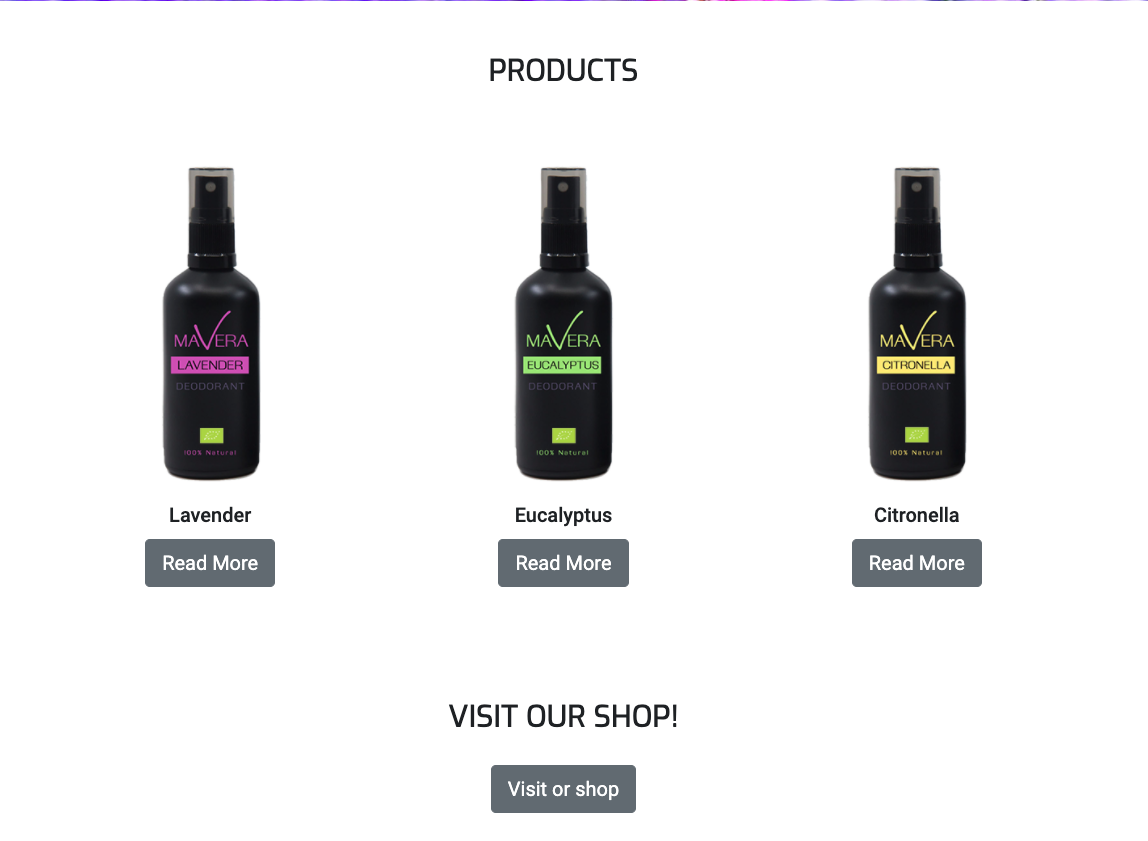 PRODUCTS
MAVERA
LAVENDER
DEODORANT
100% Natural
MAVERA
EUCALYPTUS
DEODORANT
100% Natural
MAVERA
CITRONELLA
DEODORANT
100% Natural
Lavender
Eucalyptus
Citronella
Read More
Read More
Read More
VISIT OUR SHOP!
Visit or shop